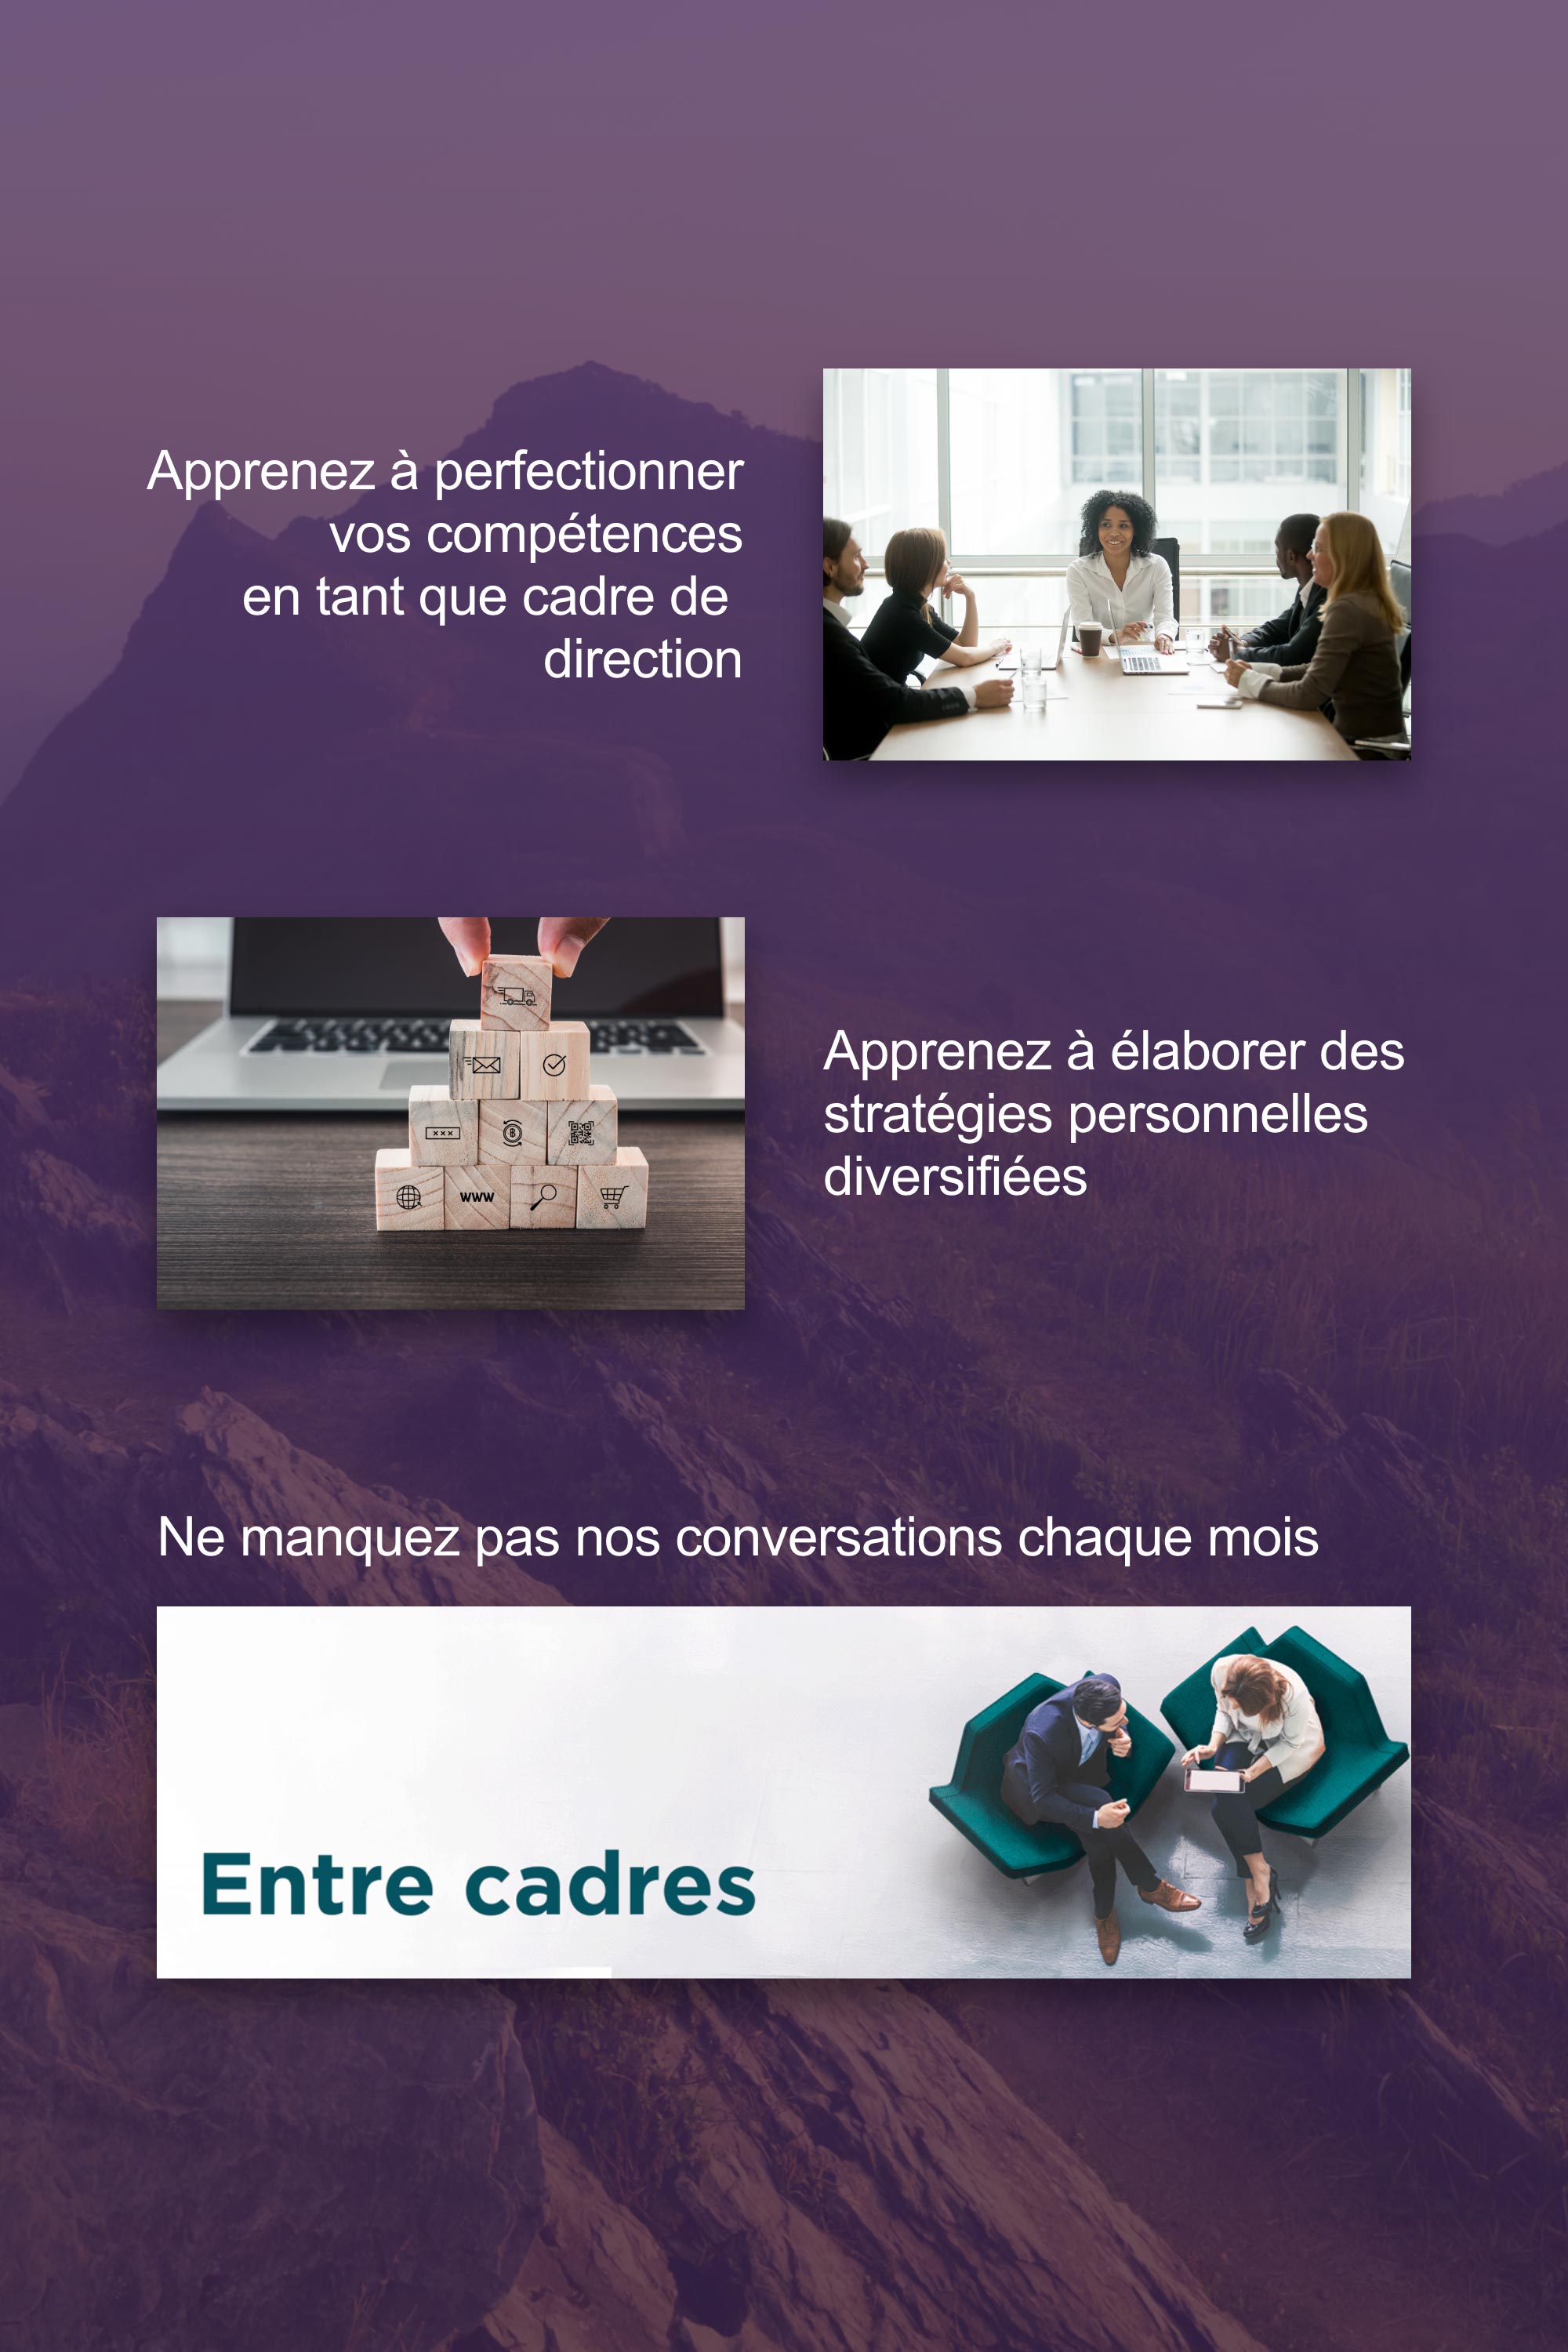 Apprenez à perfectionner
vos compétences
en tant que cadre de
direction
xxx
www
Apprenez à élaborer des
stratégies personnelles
diversifiées
Ne manquez pas nos conversations chaque mois
Entre cadres